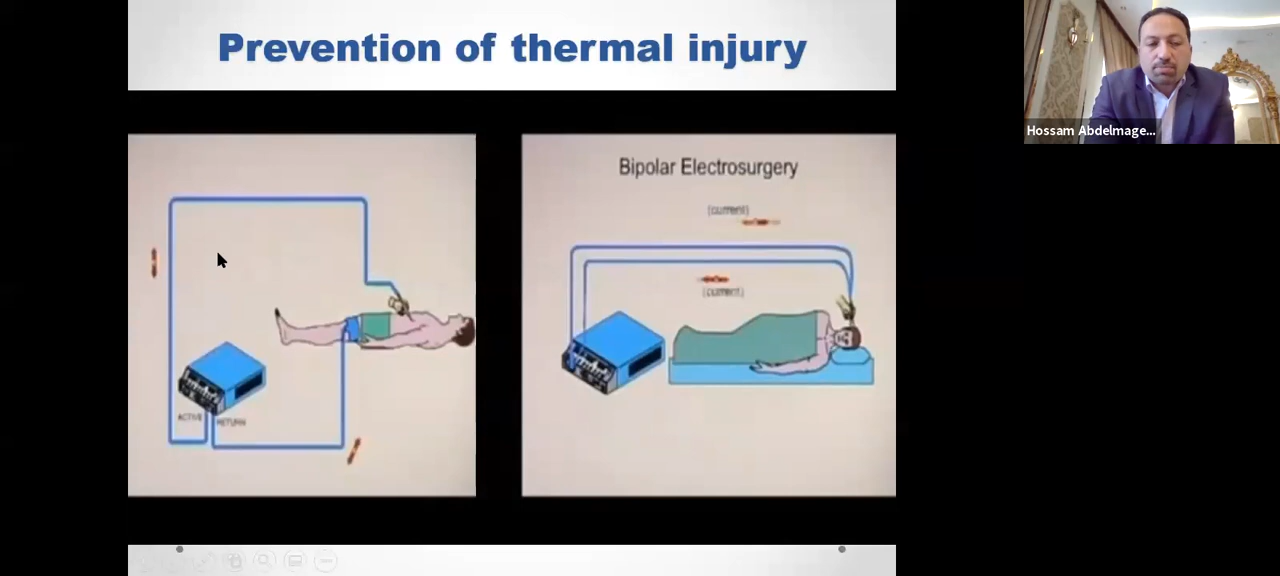 Prevention of thermal injury
ACTIVE
RETURN
Bipolar Electrosurgery
(current)
(current)
Hossam Abdelmage...